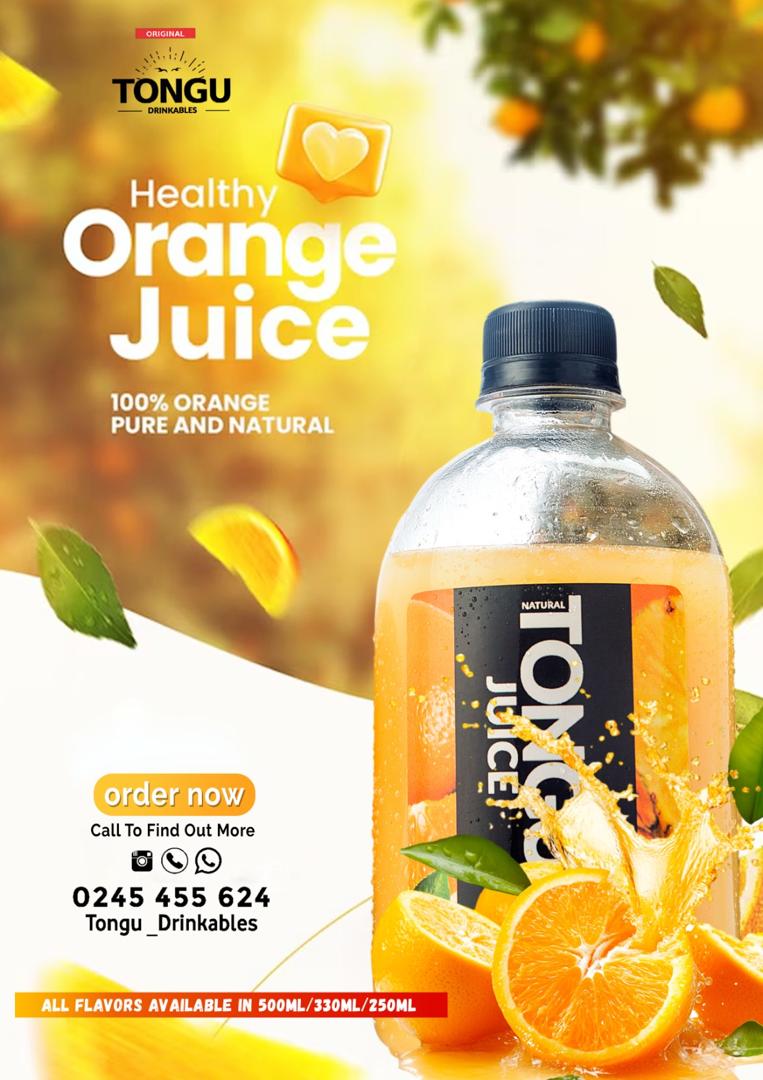 ORIGINAL
TONGU
DRINKABLES
Healthy
Orange
Juice
100% ORANGE
PURE AND NATURAL
NATURAL
TONGU
JUICE
order now
Call To Find Out More
0245 455 624
Tongu _Drinkables
ALL FLAVORS AVAILABLE IN 500ML/330ML/250ML